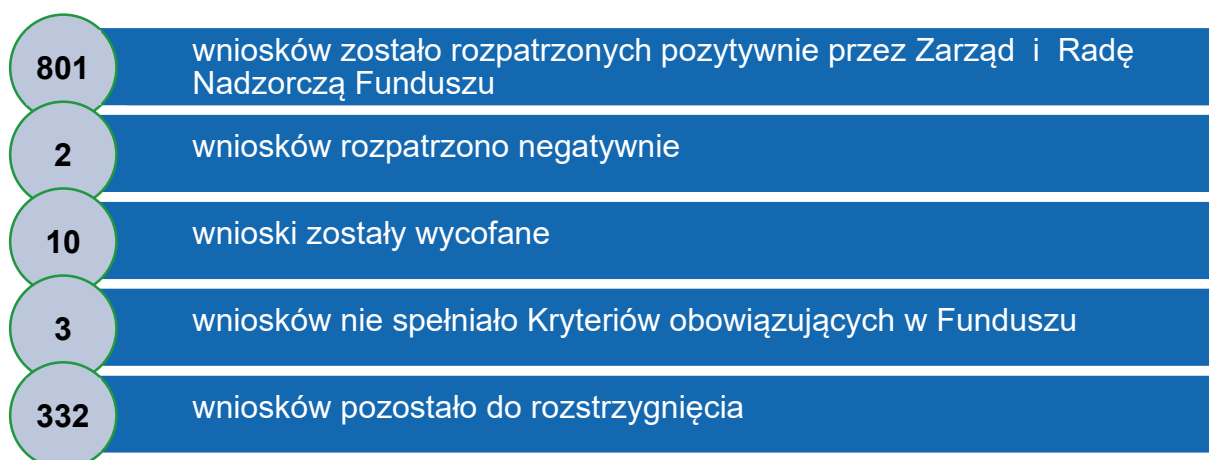 801
wniosków zostało rozpatrzonych pozytywnie przez Zarząd i Radę
Nadzorczą Funduszu
2
wniosków rozpatrzono negatywnie
10
wnioski zostały wycofane
3
wniosków nie spełniało Kryteriów obowiązujących w Funduszu
332
wniosków pozostało do rozstrzygnięcia